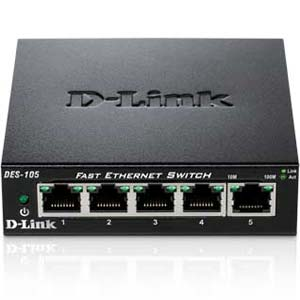 D-Link
DES-105
FAST ETHERNET SWITCH
10M 100M
Link
Act
D-Link
1 2 3 4 5